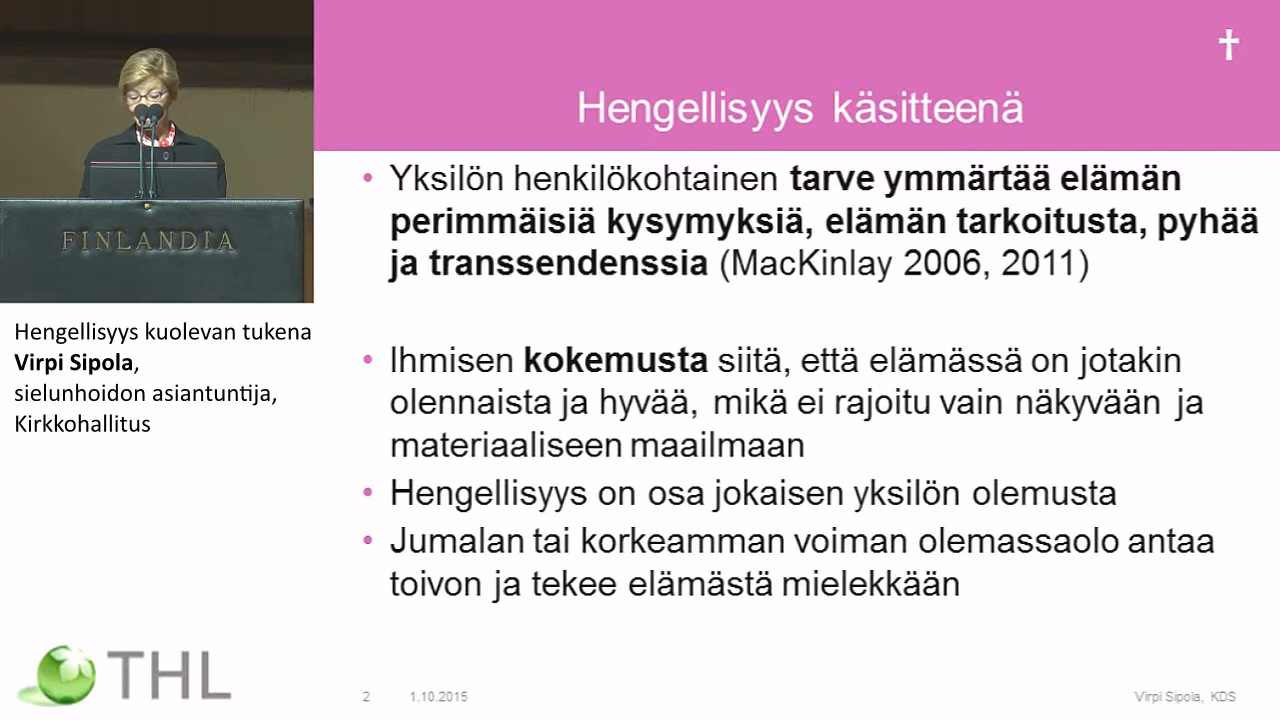 Hengellisyys käsitteenä
• Yksilön henkilökohtainen tarve ymmärtää elämän
perimmäisiä kysymyksiä, elämän tarkoitusta, pyhää
ja transsendenssia (MacKinlay 2006, 2011)
• Ihmisen kokemusta siitä, että elämässä on jotakin
olennaista ja hyvää, mikä ei rajoitu vain näkyvään ja
materiaaliseen maailmaan
• Hengellisyys on osa jokaisen yksilön olemusta
• Jumalan tai korkeamman voiman olemassaolo antaa
toivon ja tekee elämästä mielekkään
FINLANDIA
Hengellisyys kuolevan tukena
Virpi Sipola,
sielunhoidon asiantuntija,
Kirkkohallitus
THL
2 1.10.2015 Virpi Sipola, KDS